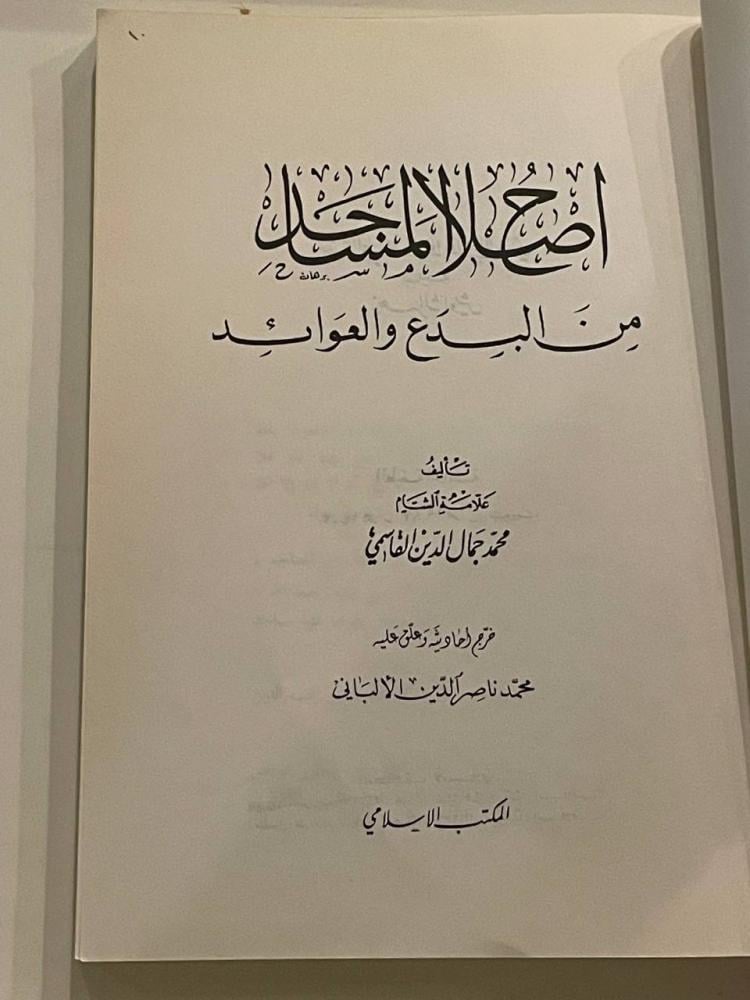 إصلاح المساجد
برهان
من البدع والعوائد
تأليف
علامة الشام
محمد جمال الدين القاسمي
خرج أحاديثه وعلق عليه
محمد ناصر الدين الألباني
المكتب الإسلامي